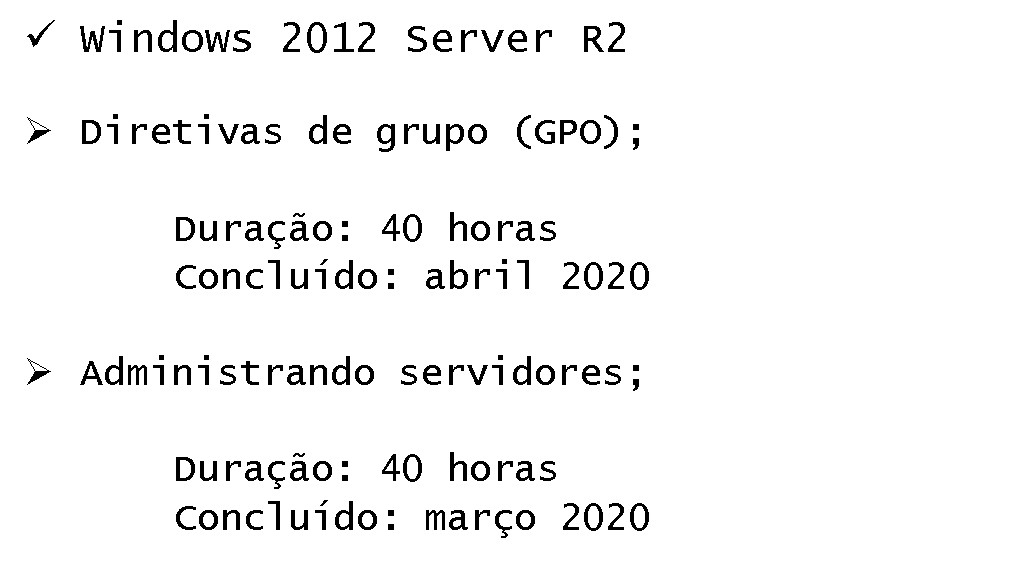 ✓ Windows 2012 Server R2
➢ Diretivas de grupo (GPO);
Duração: 40 horas
Concluído: abril 2020
➢ Administrando servidores;
Duração: 40 horas
Concluído: março 2020